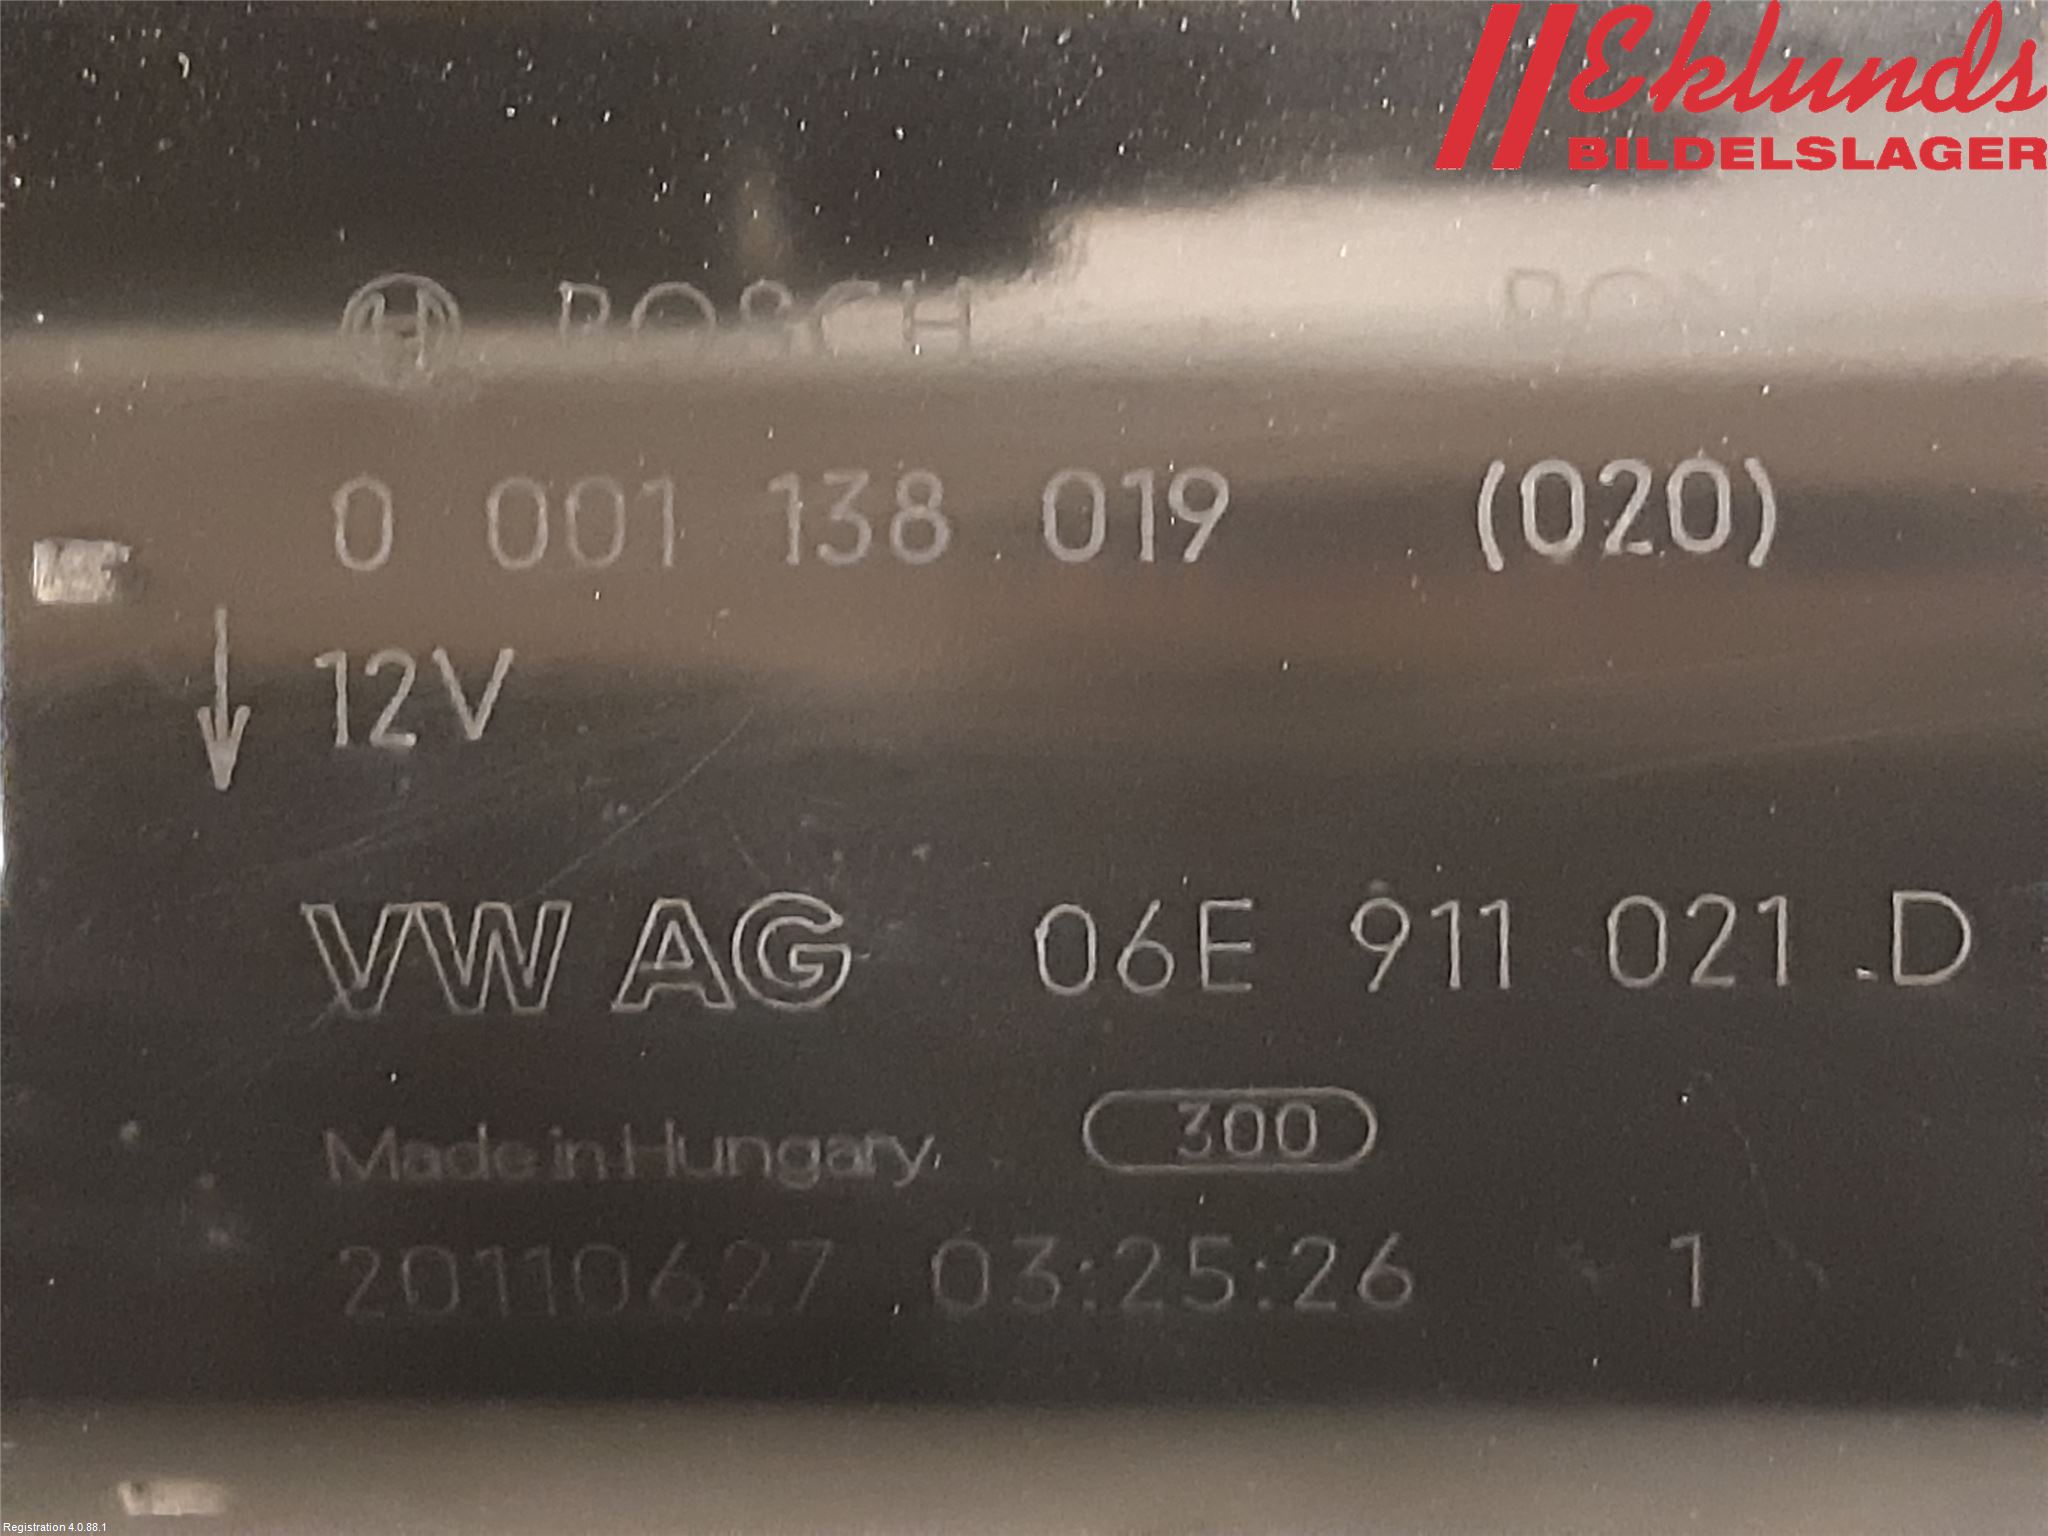 Eklunds
BILDELSLAGER
BOSCH
0 001 138 019 (020)
12V
VW AG 06E 911 021 D
Made in Hungary 300
20110627 03:25:26 1
Registration 4.0.88.1